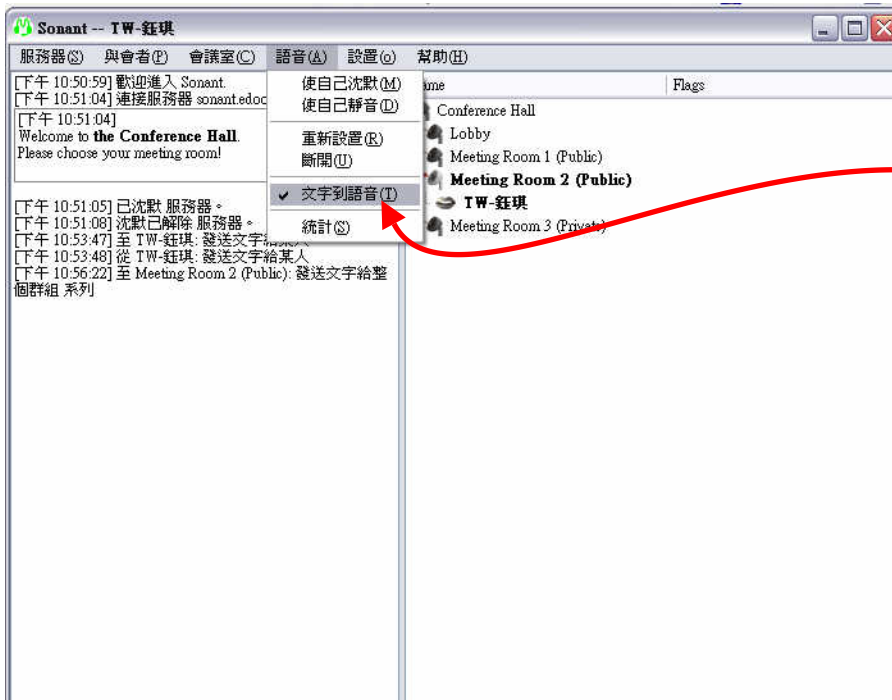 Sonant -- TW-鈺琪
服務器(S) 與會者(P) 會議室(C) 語音(A) 設置(o) 幫助(H)
[下午 10:50:59] 歡迎進入 Sonant.
[下午 10:51:04] 連接服務器 sonant.edoc
[下午 10:51:04]
Welcome to the Conference Hall.
Please choose your meeting room!
[下午 10:51:05] 已沈默 服務器。
[下午 10:51:08] 沈默已解除 服務器。
[下午 10:53:47] 至 TW-鈺琪: 發送文字給某人
[下午 10:53:48] 從 TW-鈺琪: 發送文字給某人
[下午 10:56:22] 至 Meeting Room 2 (Public): 發送文字給整
個群組 系列
使自己沈默(M)
使自己靜音(D)
重新設置(R)
斷開(U)
文字到語音(T)
統計(S)
Flags
Conference Hall
Lobby
Meeting Room 1 (Public)
Meeting Room 2 (Public)
TW-鈺琪
Meeting Room 3 (Private)